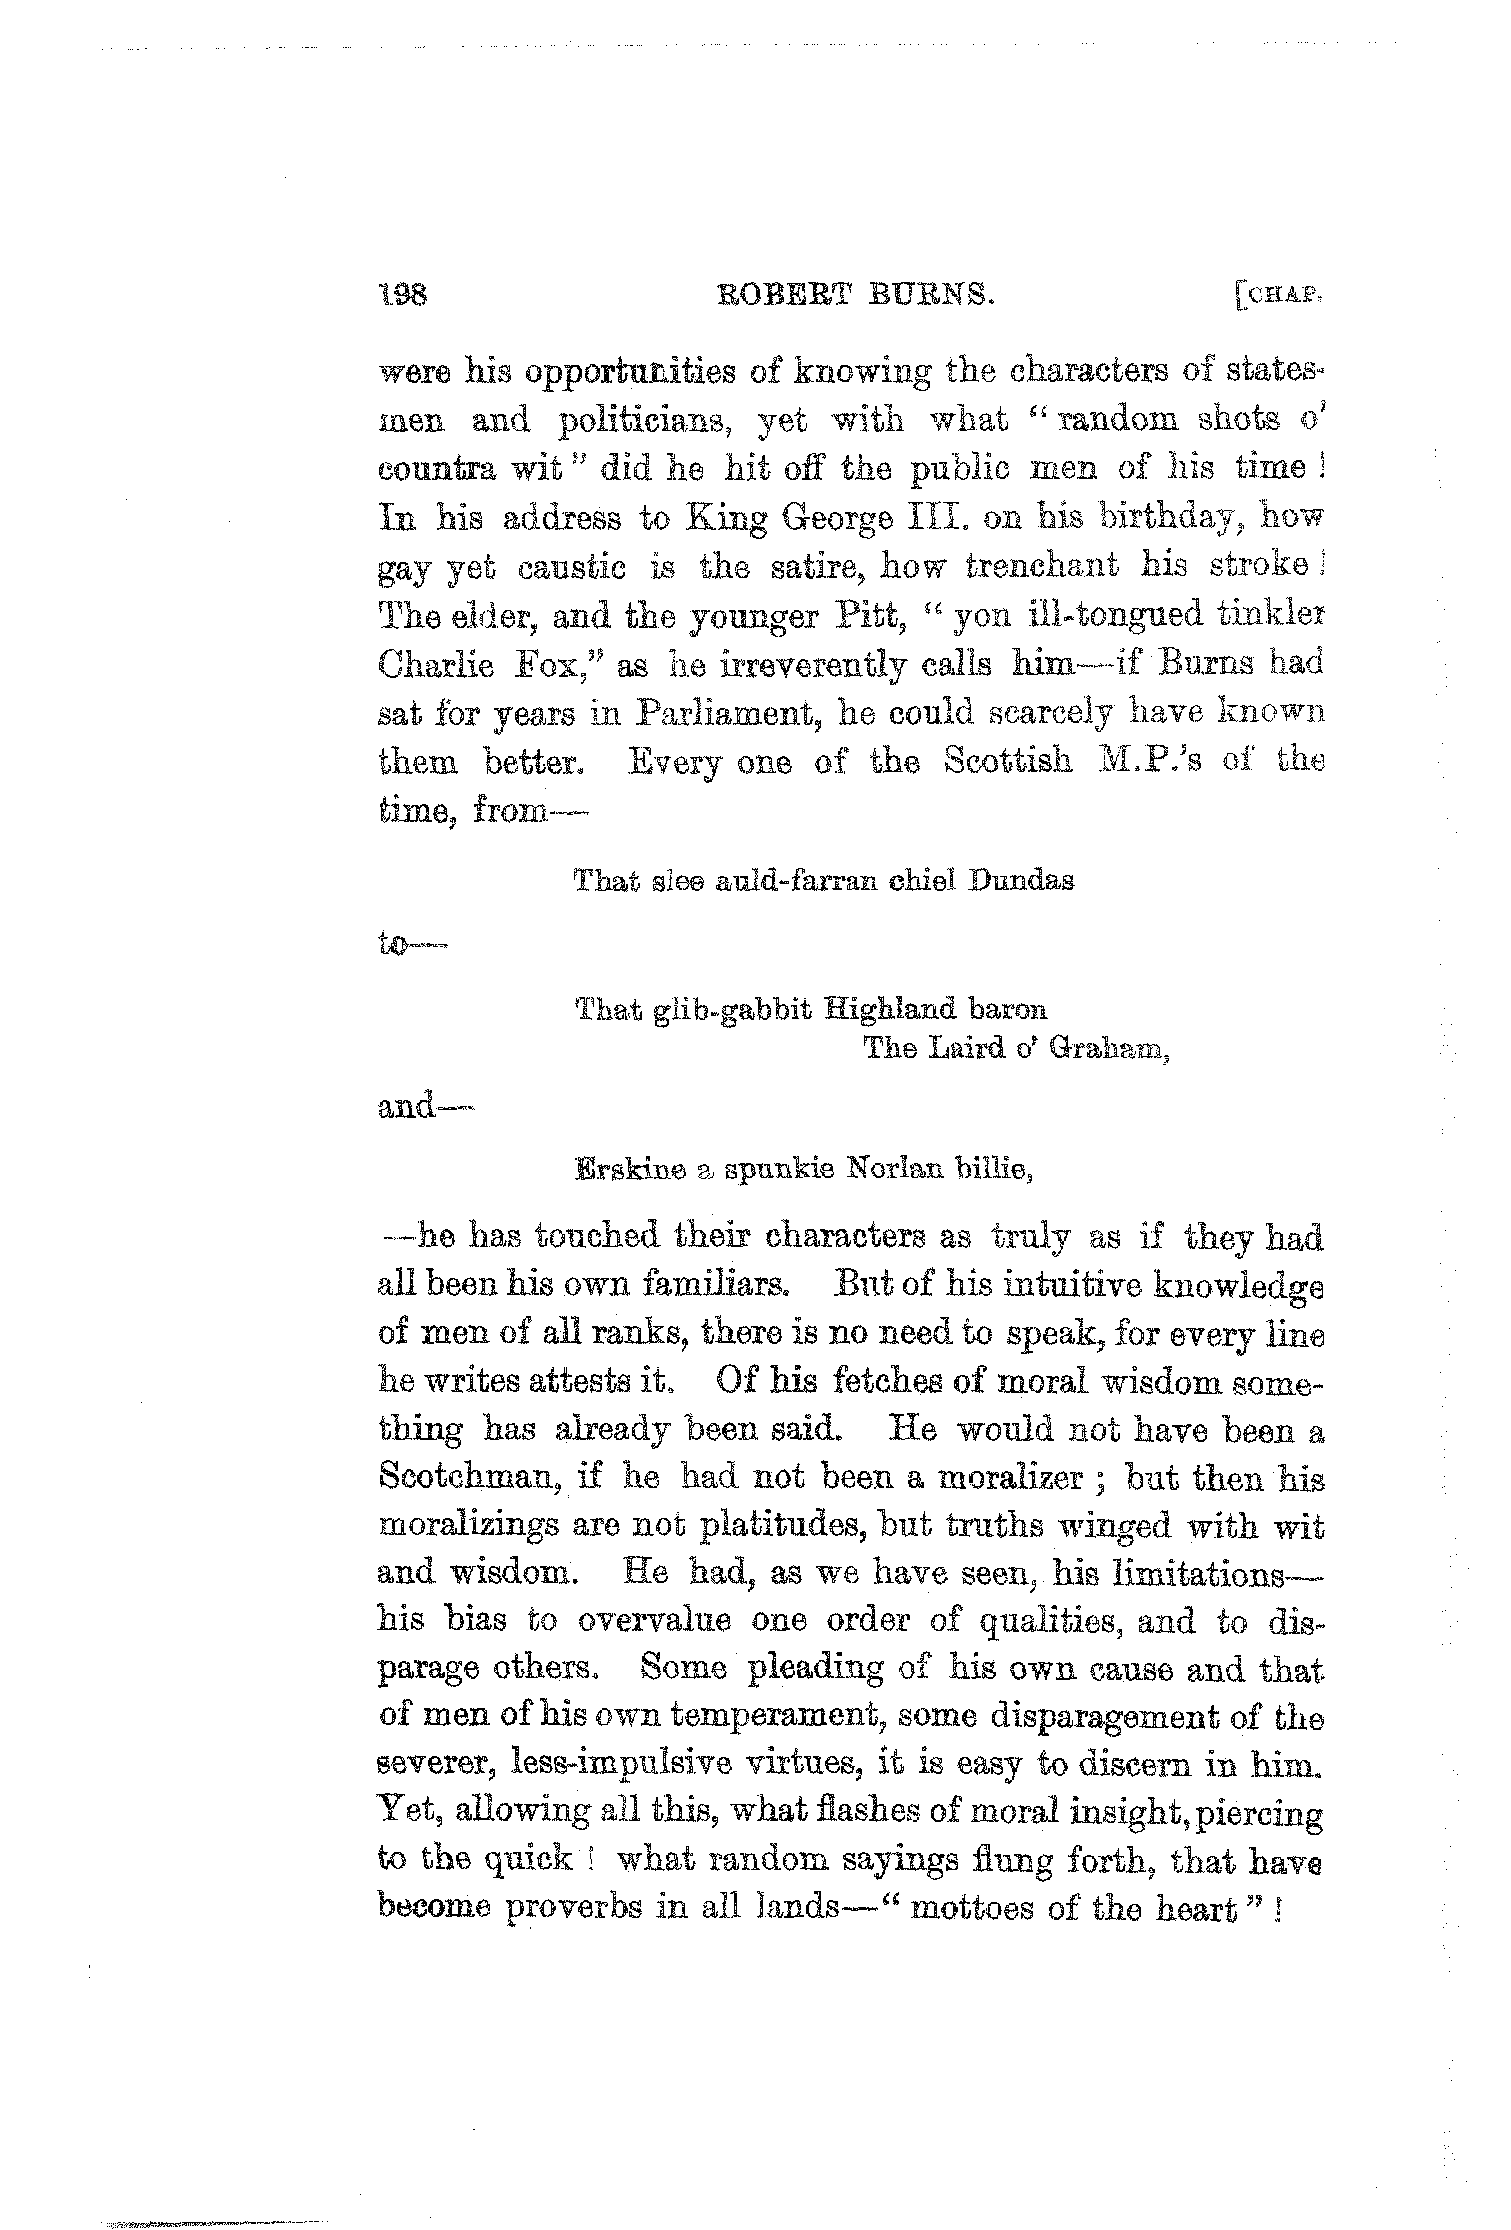 198 ROBERT BURNS. [CHAP.
were his opportunities of knowing the characters of states-
men and politicians, yet with what “ random shots o’
countra wit ” did he hit off the public men of his time !
In his address to King George III. on his birthday, how
gay yet caustic is the satire, how trenchant his stroke !
The elder, and the younger Pitt, “ yon ill-tongued tinkler
Charlie Fox,” as he irreverently calls him—if Burns had
sat for years in Parliament, he could scarcely have known
them better. Every one of the Scottish M.P.’s of the
time, from—
That slee auld-farran chiel Dundas
to—
That glib-gabbit Highland baron
The Laird o’ Graham,
and—
Erskine a spunkie Norlan billie,
—he has touched their characters as truly as if they had
all been his own familiars. But of his intuitive knowledge
of men of all ranks, there is no need to speak, for every line
he writes attests it. Of his fetches of moral wisdom some-
thing has already been said. He would not have been a
Scotchman, if he had not been a moralizer ; but then his
moralizings are not platitudes, but truths winged with wit
and wisdom. He had, as we have seen, his limitations—
his bias to overvalue one order of qualities, and to dis-
parage others. Some pleading of his own cause and that
of men of his own temperament, some disparagement of the
severer, less-impulsive virtues, it is easy to discern in him.
Yet, allowing all this, what flashes of moral insight, piercing
to the quick ! what random sayings flung forth, that have
become proverbs in all lands—“ mottoes of the heart ” !